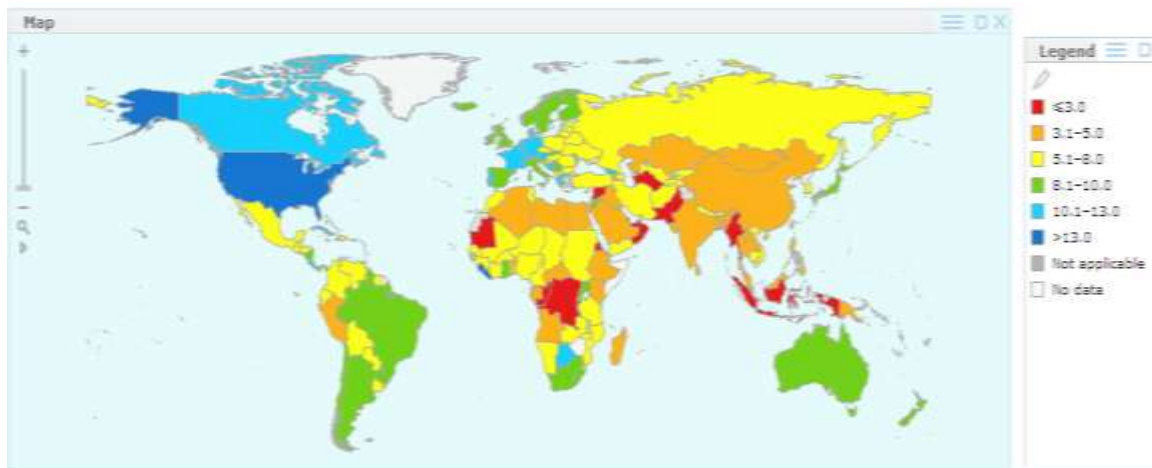 Map
Legend
≤3.0
3.1–5.0
5.1–8.0
8.1–10.0
10.1–13.0
>13.0
Not applicable
No data